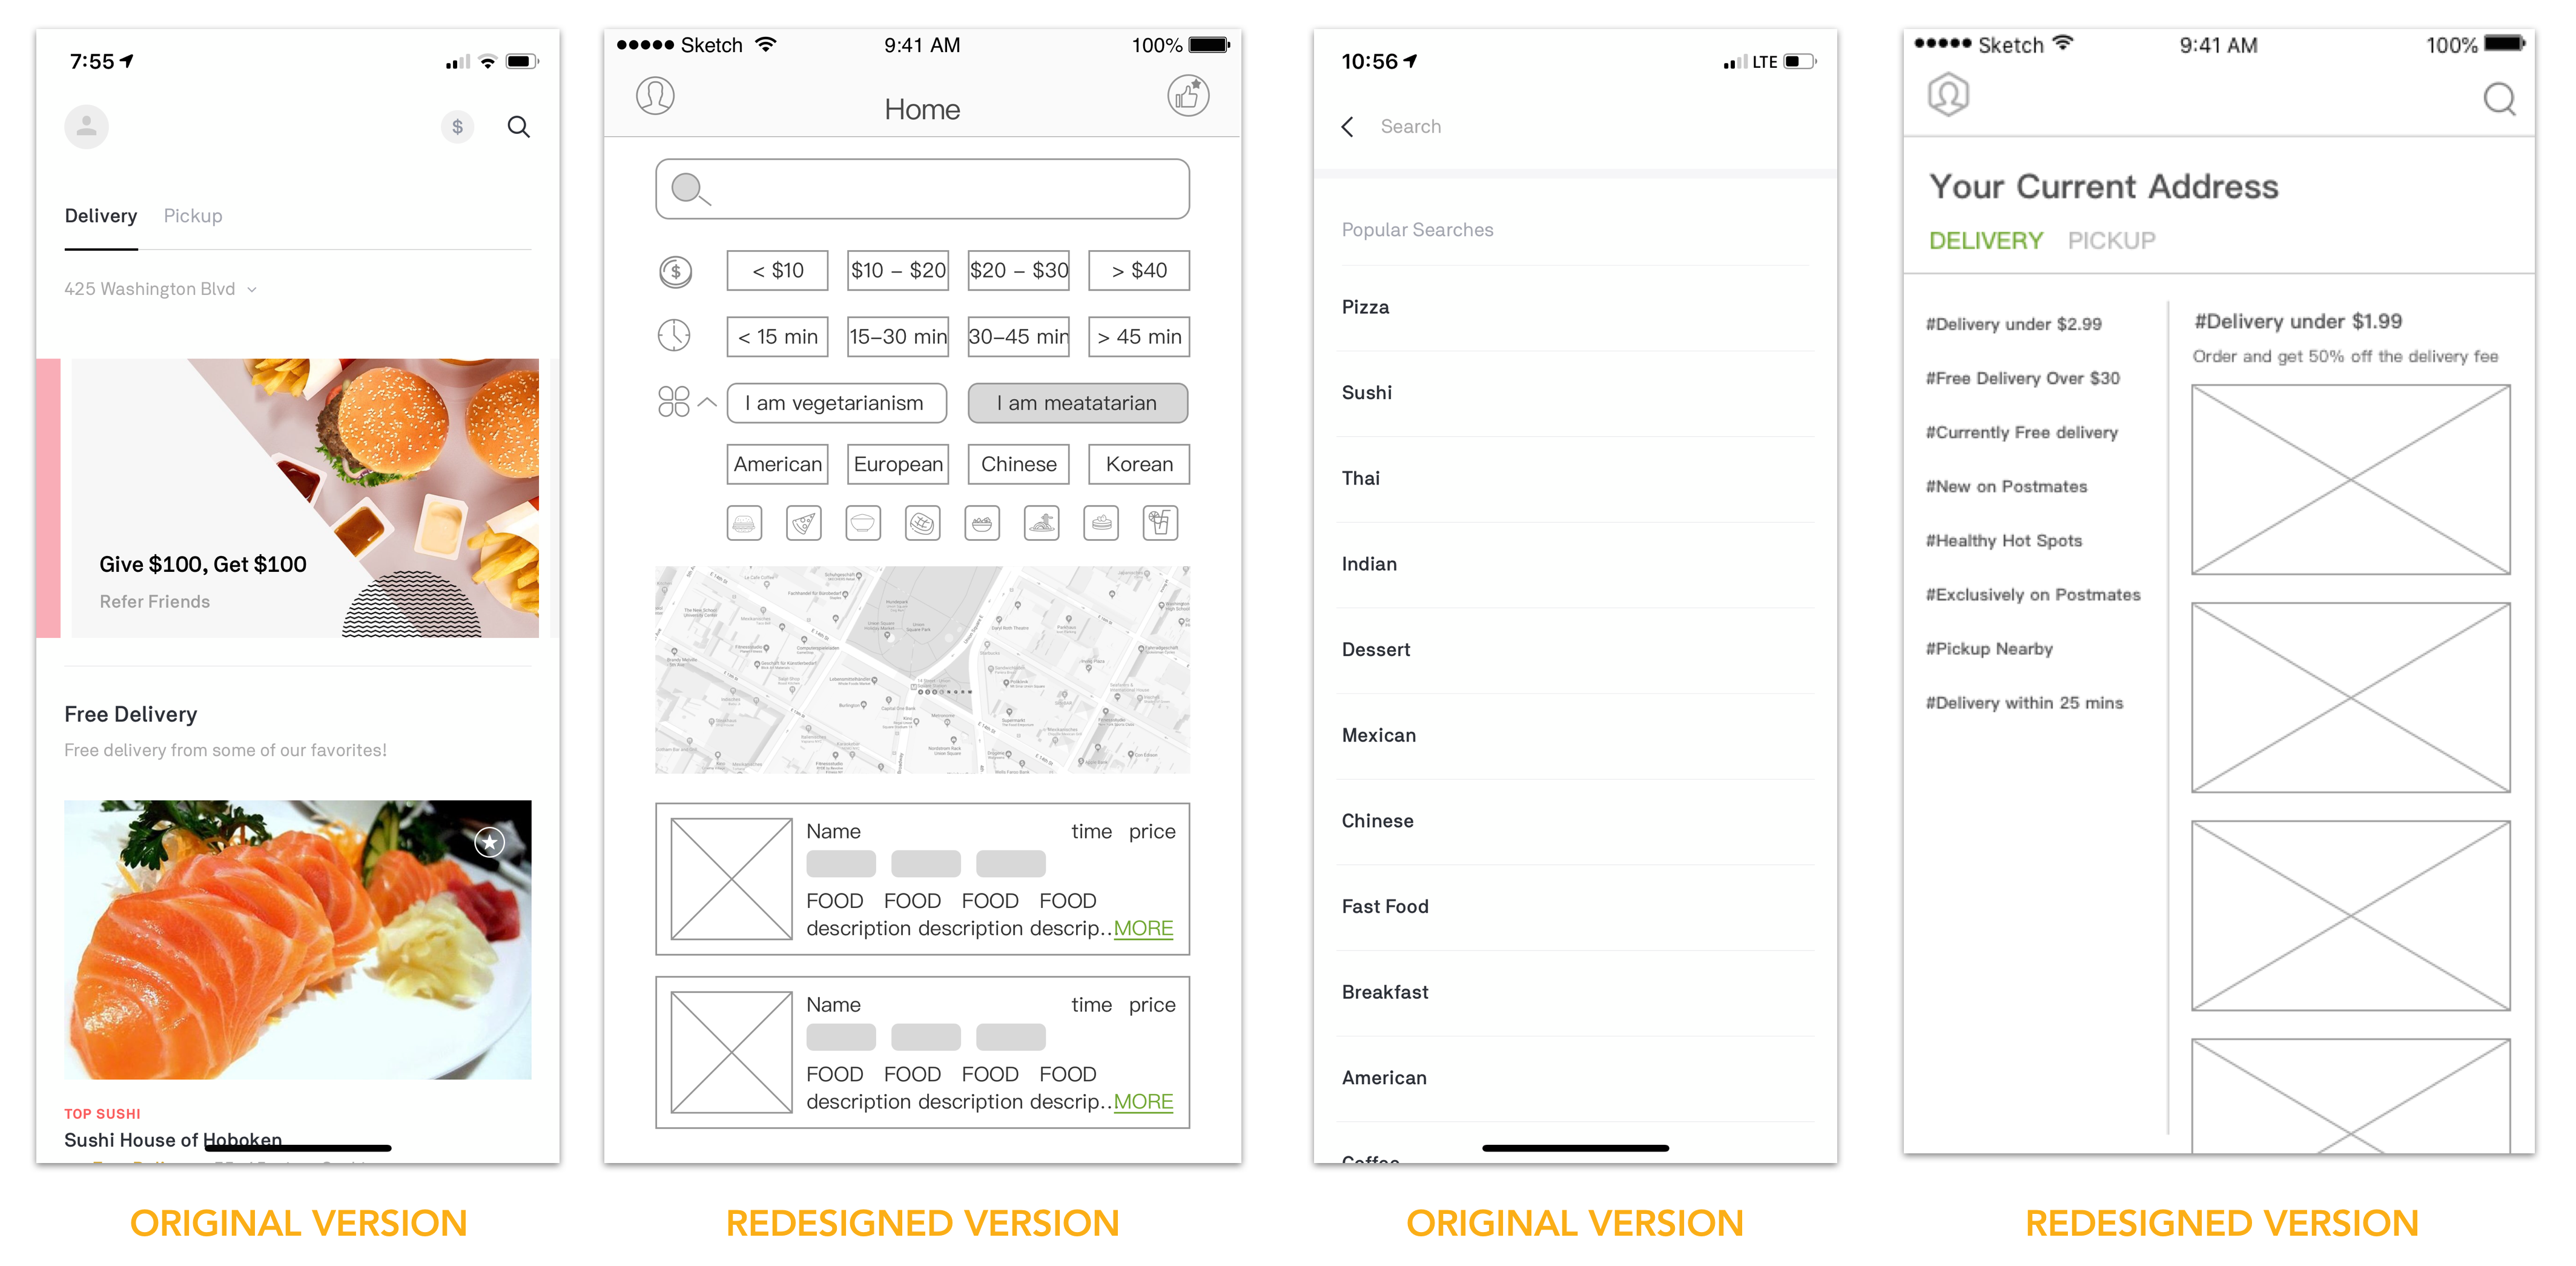 7:55
$
Delivery Pickup
425 Washington Blvd
Give $100, Get $100
Refer Friends
Free Delivery
Free delivery from some of our favorites!
TOP SUSHI
Sushi House of Hoboken
ORIGINAL VERSION
Sketch 9:41 AM 100%
Home
$ < $10 $10 – $20 $20 – $30 > $40
< 15 min 15–30 min 30–45 min > 45 min
I am vegetarianism I am meatatarian
American European Chinese Korean
Name time price
FOOD FOOD FOOD FOOD
description description descrip..MORE
Name time price
FOOD FOOD FOOD FOOD
description description descrip..MORE
REDESIGNED VERSION
10:56 LTE
Search
Popular Searches
Pizza
Sushi
Thai
Indian
Dessert
Mexican
Chinese
Fast Food
Breakfast
American
Coffee
ORIGINAL VERSION
Sketch 9:41 AM 100%
Your Current Address
DELIVERY PICKUP
#Delivery under $2.99
#Free Delivery Over $30
#Currently Free delivery
#New on Postmates
#Healthy Hot Spots
#Exclusively on Postmates
#Pickup Nearby
#Delivery within 25 mins
#Delivery under $1.99
Order and get 50% off the delivery fee
REDESIGNED VERSION